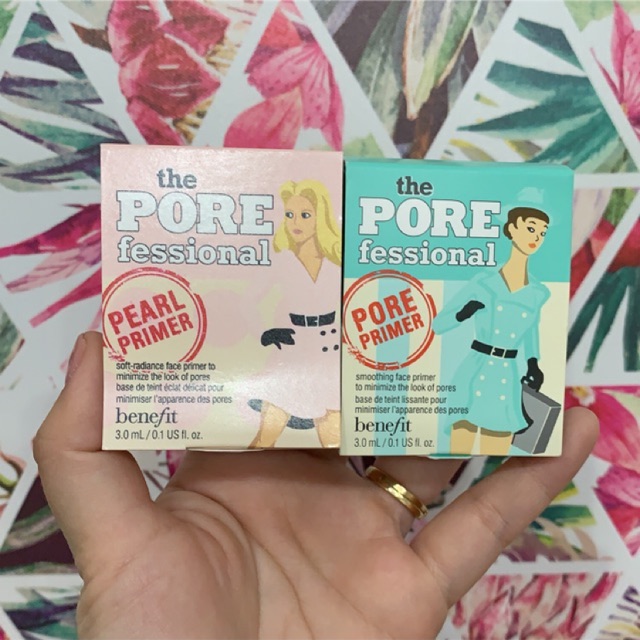 the
PORE
fessional
PEARL
PRIMER
soft-radiance face primer to
minimize the look of pores
base de teint éclat délicat pour
minimiser l'apparence des pores
benefit
3.0 mL / 0.1 US fl. oz.
the
PORE
fessional
PORE
PRIMER
smoothing face primer
to minimize the look of pores
base de teint lissante pour
minimiser l'apparence des pores
benefit
3.0 mL / 0.1 US fl. oz.